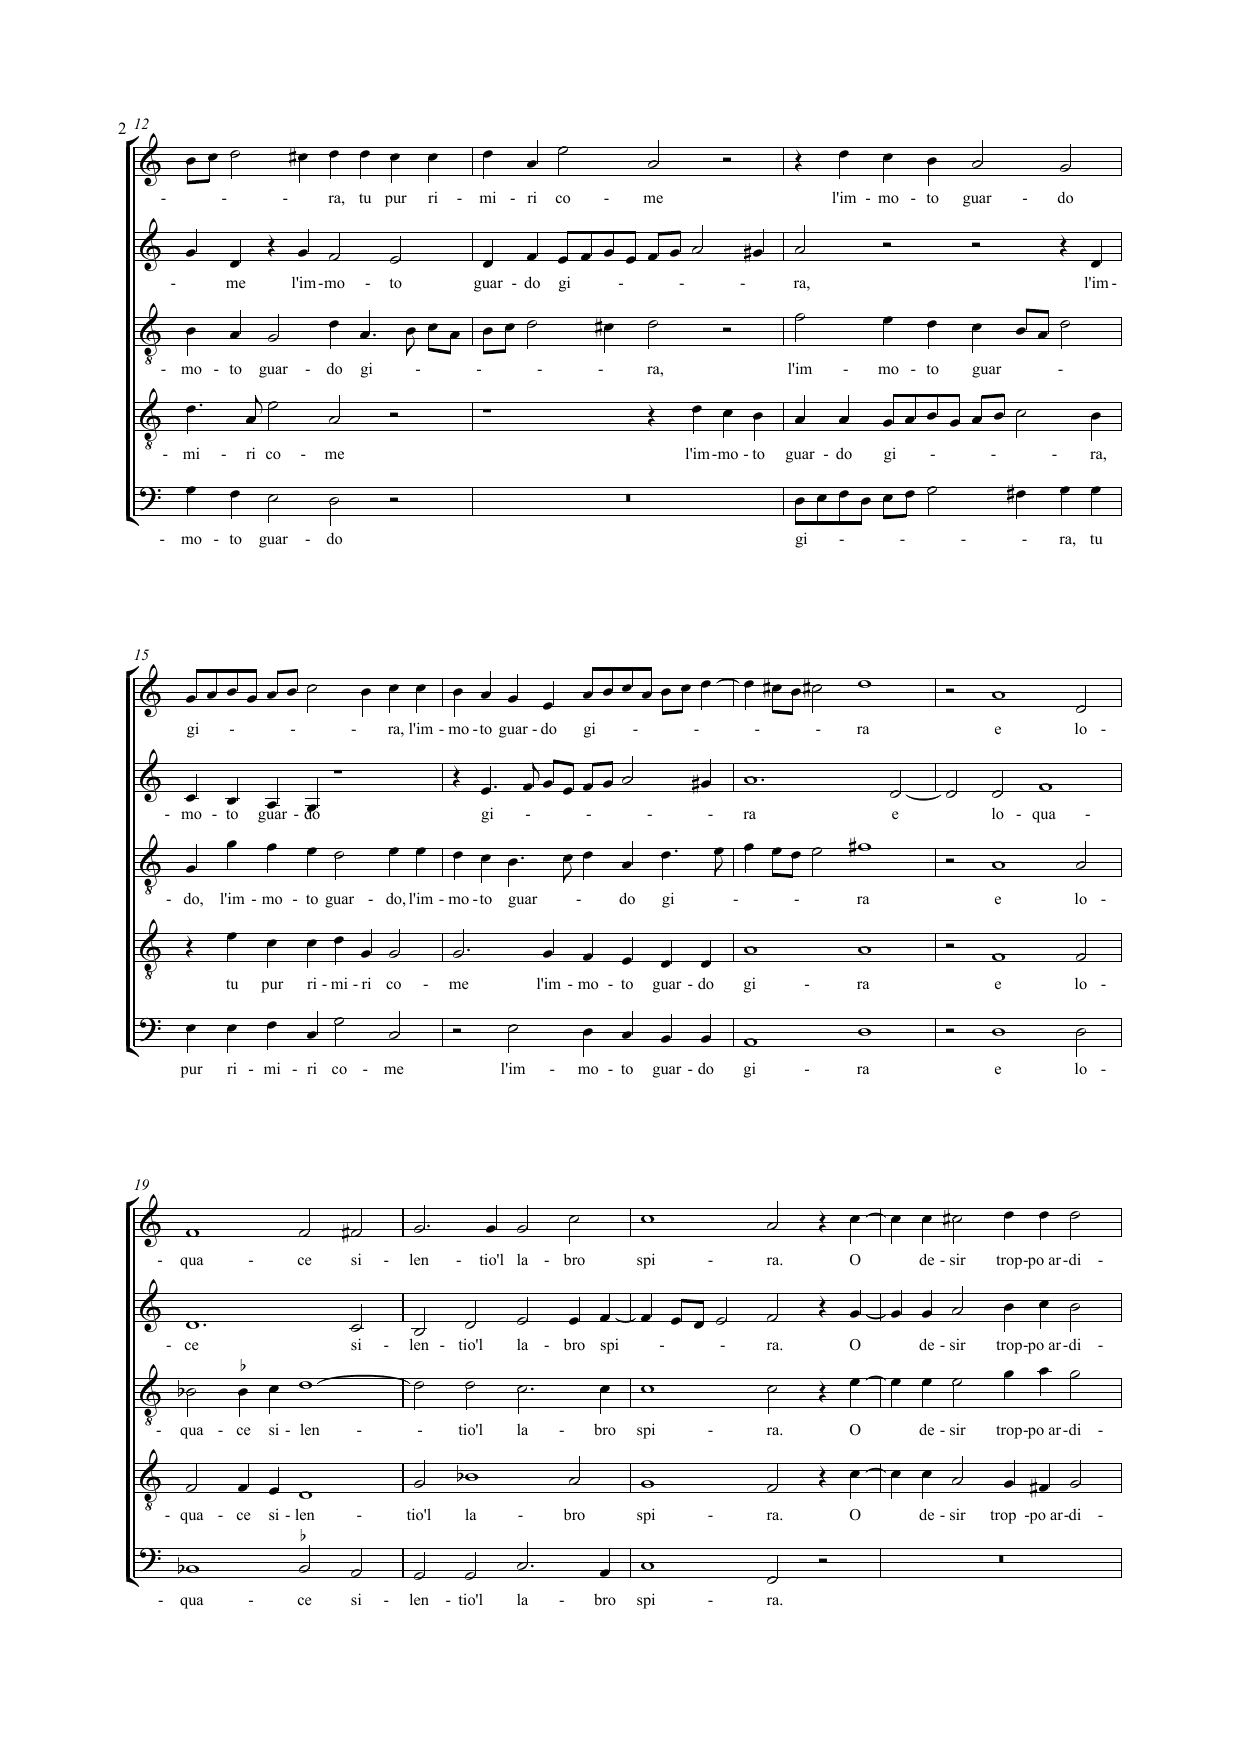 2 12
- - - ra, tu pur ri - mi - ri co - me l'im - mo - to guar - do
- me l'im - mo - to guar - do gi - - - - ra, l'im -
- mo - to guar - do gi - - - - ra, l'im - mo - to guar - -
- mi - ri co - me l'im - mo - to guar - do gi - - - - ra,
- mo - to guar - do gi - - - - ra, tu
15
gi - - - - ra, l'im - mo - to guar - do gi - - - - - ra e lo -
- mo - to guar - do gi - - - - ra e lo - qua -
- do, l'im - mo - to guar - do, l'im - mo - to guar - - do gi - - - ra e lo -
tu pur ri - mi - ri co - me l'im - mo - to guar - do gi - ra e lo -
pur ri - mi - ri co - me l'im - mo - to guar - do gi - ra e lo -
19
- qua - ce si - len - tio'l la - bro spi - ra. O de - sir trop - po ar - di -
- ce si - len - tio'l la - bro spi - - - ra. O de - sir trop - po ar - di -
- qua - ce si - len - - tio'l la - bro spi - ra. O de - sir trop - po ar - di -
- qua - ce si - len - tio'l la - bro spi - ra. O de - sir trop - po ar - di -
- qua - ce si - len - tio'l la - bro spi - ra.